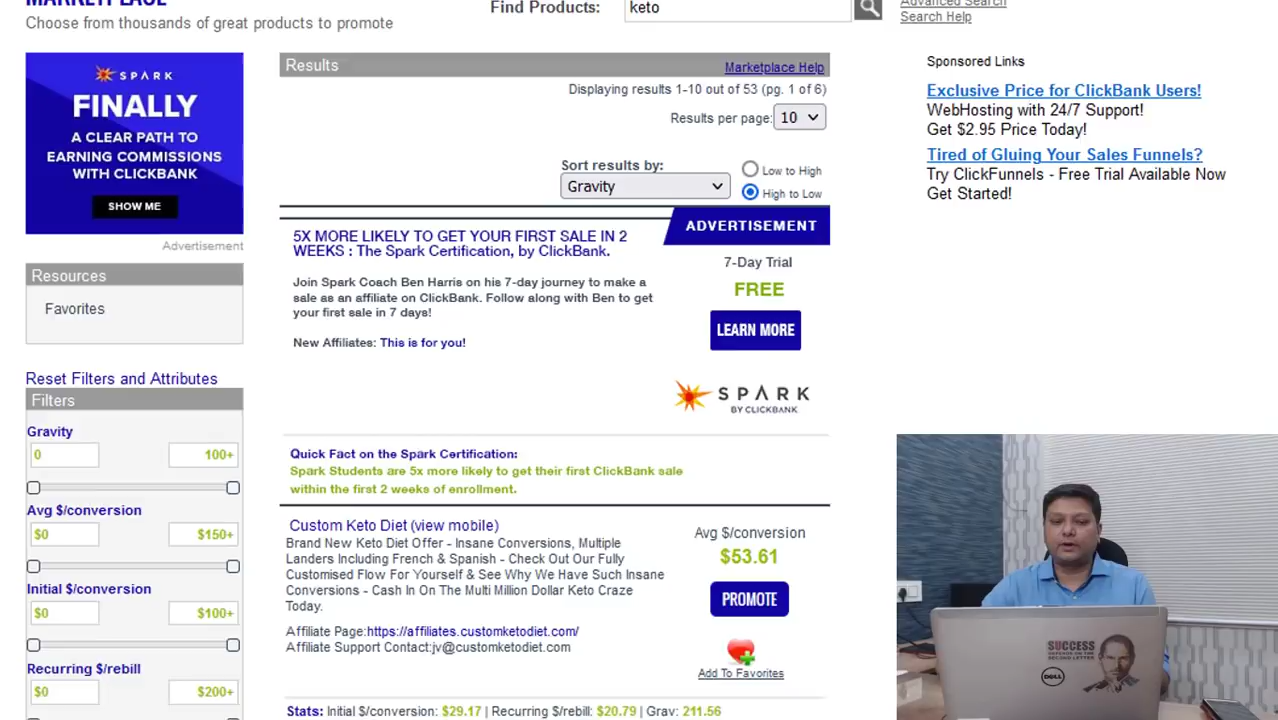 MARKETPLACE
Choose from thousands of great products to promote
Find Products:
keto
Advanced Search
Search Help
SPARK
FINALLY
A CLEAR PATH TO
EARNING COMMISSIONS
WITH CLICKBANK
SHOW ME
Advertisement
Resources
Favorites
Reset Filters and Attributes
Filters
Gravity
0
100+
Avg $/conversion
$0
$150+
Initial $/conversion
$0
$100+
Recurring $/rebill
$0
$200+
Results
Marketplace Help
Displaying results 1-10 out of 53 (pg. 1 of 6)
Results per page: 10
Sort results by:
Gravity
Low to High
High to Low
ADVERTISEMENT
5X MORE LIKELY TO GET YOUR FIRST SALE IN 2
WEEKS : The Spark Certification, by ClickBank.
Join Spark Coach Ben Harris on his 7-day journey to make a
sale as an affiliate on ClickBank. Follow along with Ben to get
your first sale in 7 days!
New Affiliates: This is for you!
7-Day Trial
FREE
LEARN MORE
SPARK
BY CLICKBANK
Quick Fact on the Spark Certification:
Spark Students are 5x more likely to get their first ClickBank sale
within the first 2 weeks of enrollment.
Custom Keto Diet (view mobile)
Brand New Keto Diet Offer - Insane Conversions, Multiple
Landers Including French & Spanish - Check Out Our Fully
Customised Flow For Yourself & See Why We Have Such Insane
Conversions - Cash In On The Multi Million Dollar Keto Craze
Today.
Affiliate Page:https://affiliates.customketodiet.com/
Affiliate Support Contact:jv@customketodiet.com
Avg $/conversion
$53.61
PROMOTE
Add To Favorites
Stats: Initial $/conversion: $29.17 | Recurring $/rebill: $20.79 | Grav: 211.56
Sponsored Links
Exclusive Price for ClickBank Users!
WebHosting with 24/7 Support!
Get $2.95 Price Today!
Tired of Gluing Your Sales Funnels?
Try ClickFunnels - Free Trial Available Now
Get Started!
SUCCESS
DELL